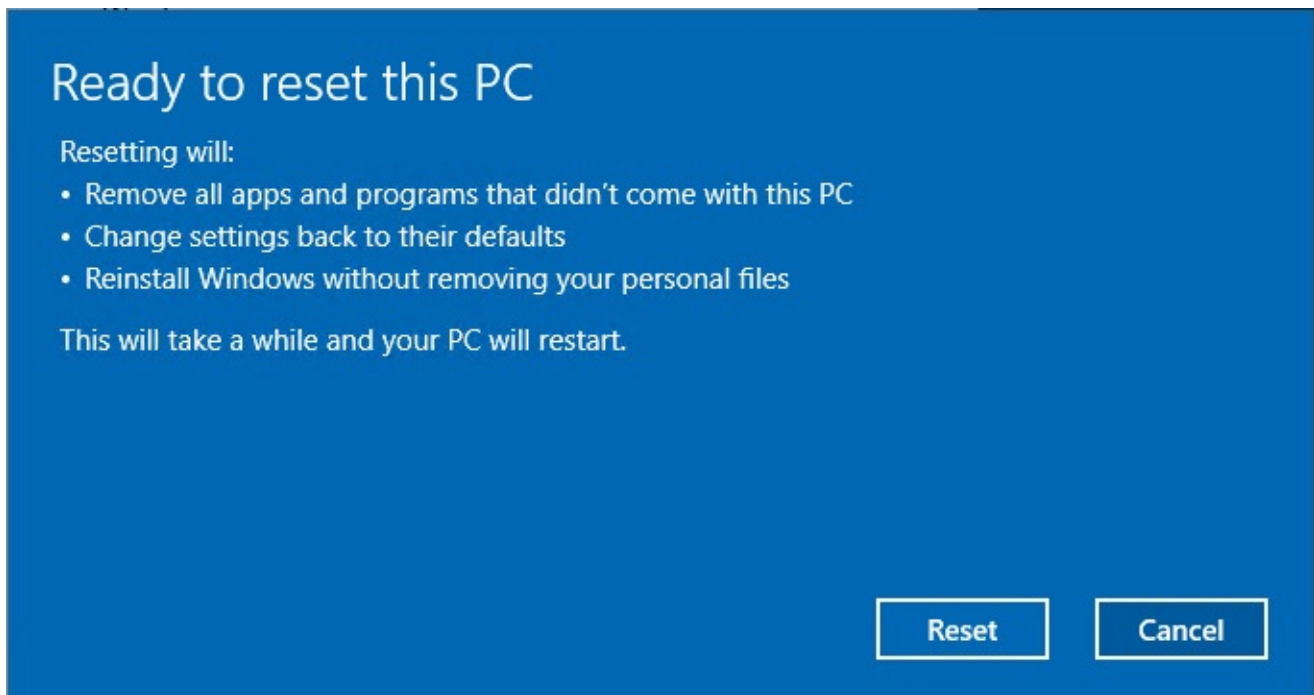 Ready to reset this PC
Resetting will:
• Remove all apps and programs that didn't come with this PC
• Change settings back to their defaults
• Reinstall Windows without removing your personal files
This will take a while and your PC will restart.
Reset
Cancel